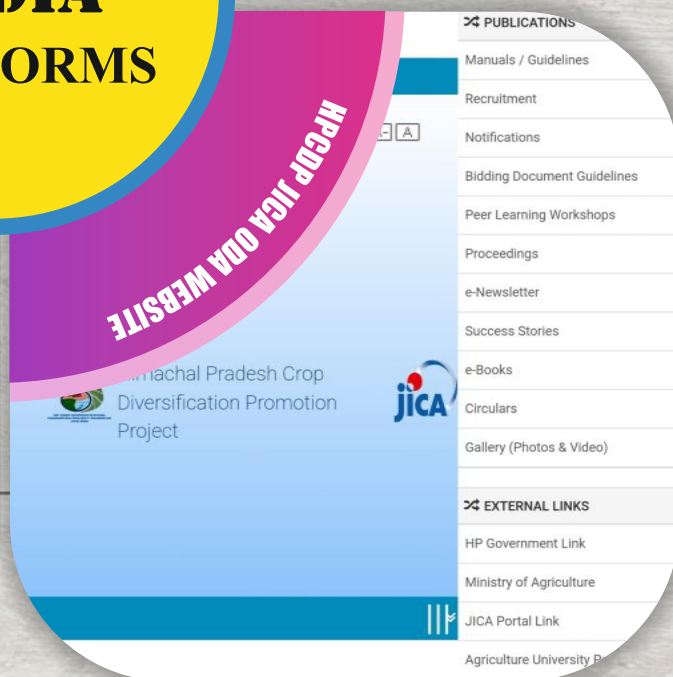 ORMS
HPCDP JICA ODA WEBSITE
A
Pradesh Crop
Diversification Promotion
Project
JICA
PUBLICATIONS
Manuals / Guidelines
Recruitment
Notifications
Bidding Document Guidelines
Peer Learning Workshops
Proceedings
e-Newsletter
Success Stories
e-Books
Circulars
Gallery (Photos & Video)
EXTERNAL LINKS
HP Government Link
Ministry of Agriculture
JICA Portal Link
Agriculture University